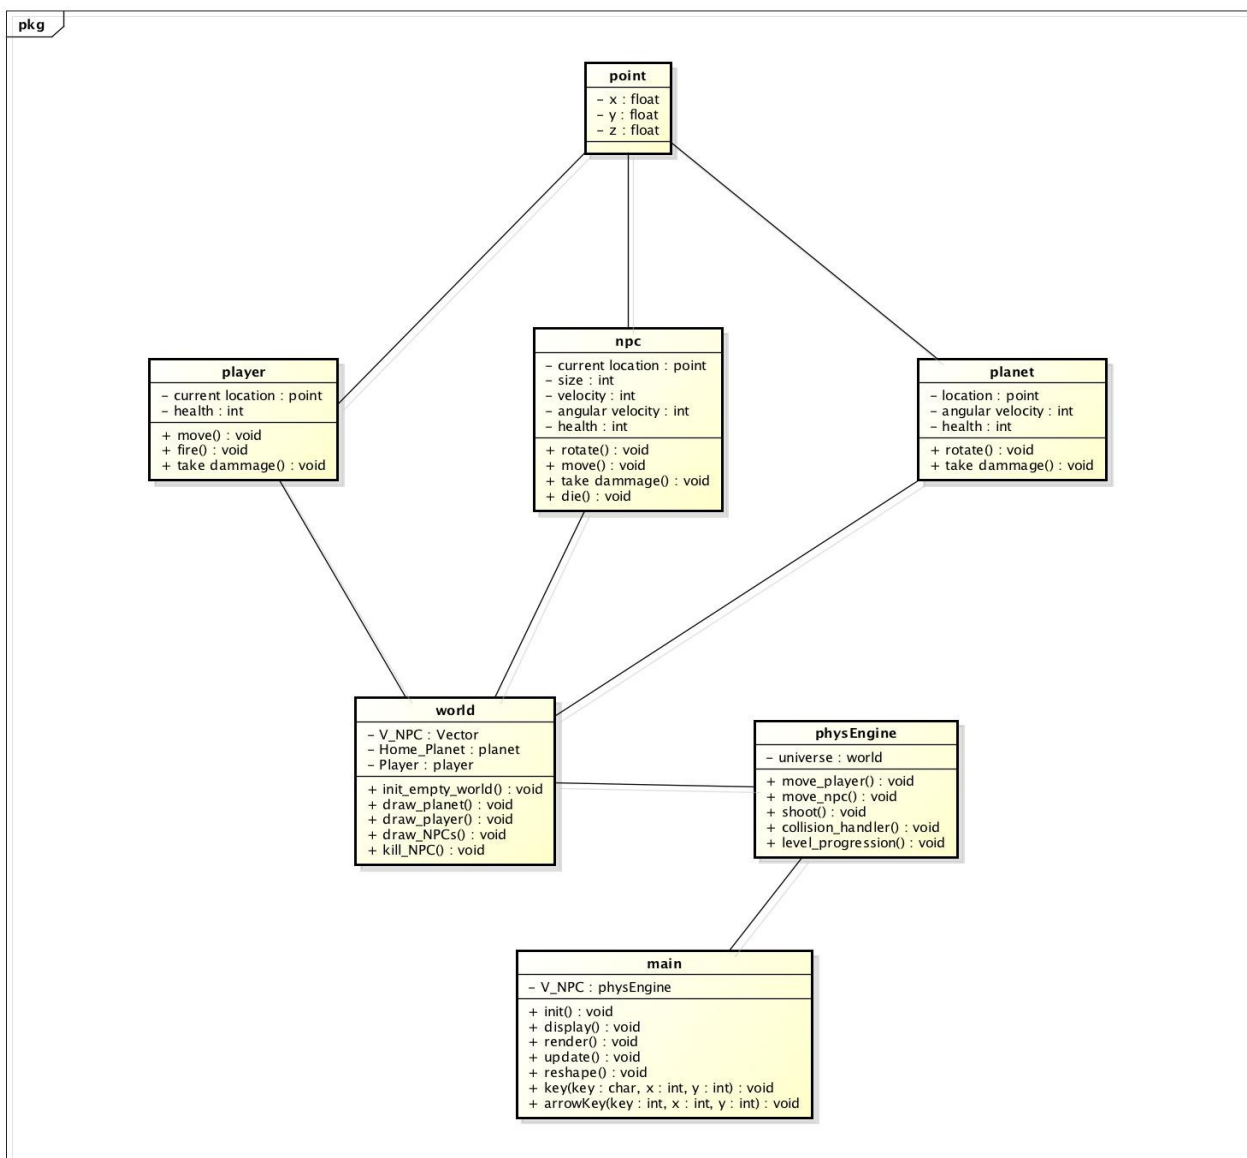 pkg
point
- x : float
- y : float
- z : float
player
- current location : point
- health : int
+ move() : void
+ fire() : void
+ take dammage() : void
npc
- current location : point
- size : int
- velocity : int
- angular velocity : int
- health : int
+ rotate() : void
+ move() : void
+ take dammage() : void
+ die() : void
planet
- location : point
- angular velocity : int
- health : int
+ rotate() : void
+ take dammage() : void
world
- V_NPC : Vector
- Home_Planet : planet
- Player : player
+ init_empty_world() : void
+ draw_planet() : void
+ draw_player() : void
+ draw_NPCs() : void
+ kill_NPC() : void
physEngine
- universe : world
+ move_player() : void
+ move_npc() : void
+ shoot() : void
+ collision_handler() : void
+ level_progression() : void
main
- V_NPC : physEngine
+ init() : void
+ display() : void
+ render() : void
+ update() : void
+ reshape() : void
+ key(key : char, x : int, y : int) : void
+ arrowKey(key : int, x : int, y : int) : void